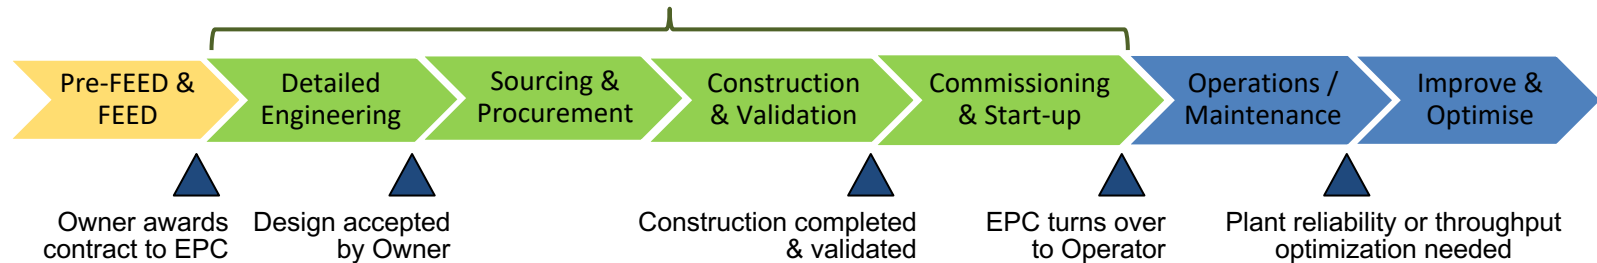 Pre-FEED &
FEED
Detailed
Engineering
Sourcing &
Procurement
Construction
& Validation
Commissioning
& Start-up
Operations /
Maintenance
Improve &
Optimise
Owner awards
contract to EPC
Design accepted
by Owner
Construction completed
& validated
EPC turns over
to Operator
Plant reliability or throughput
optimization needed